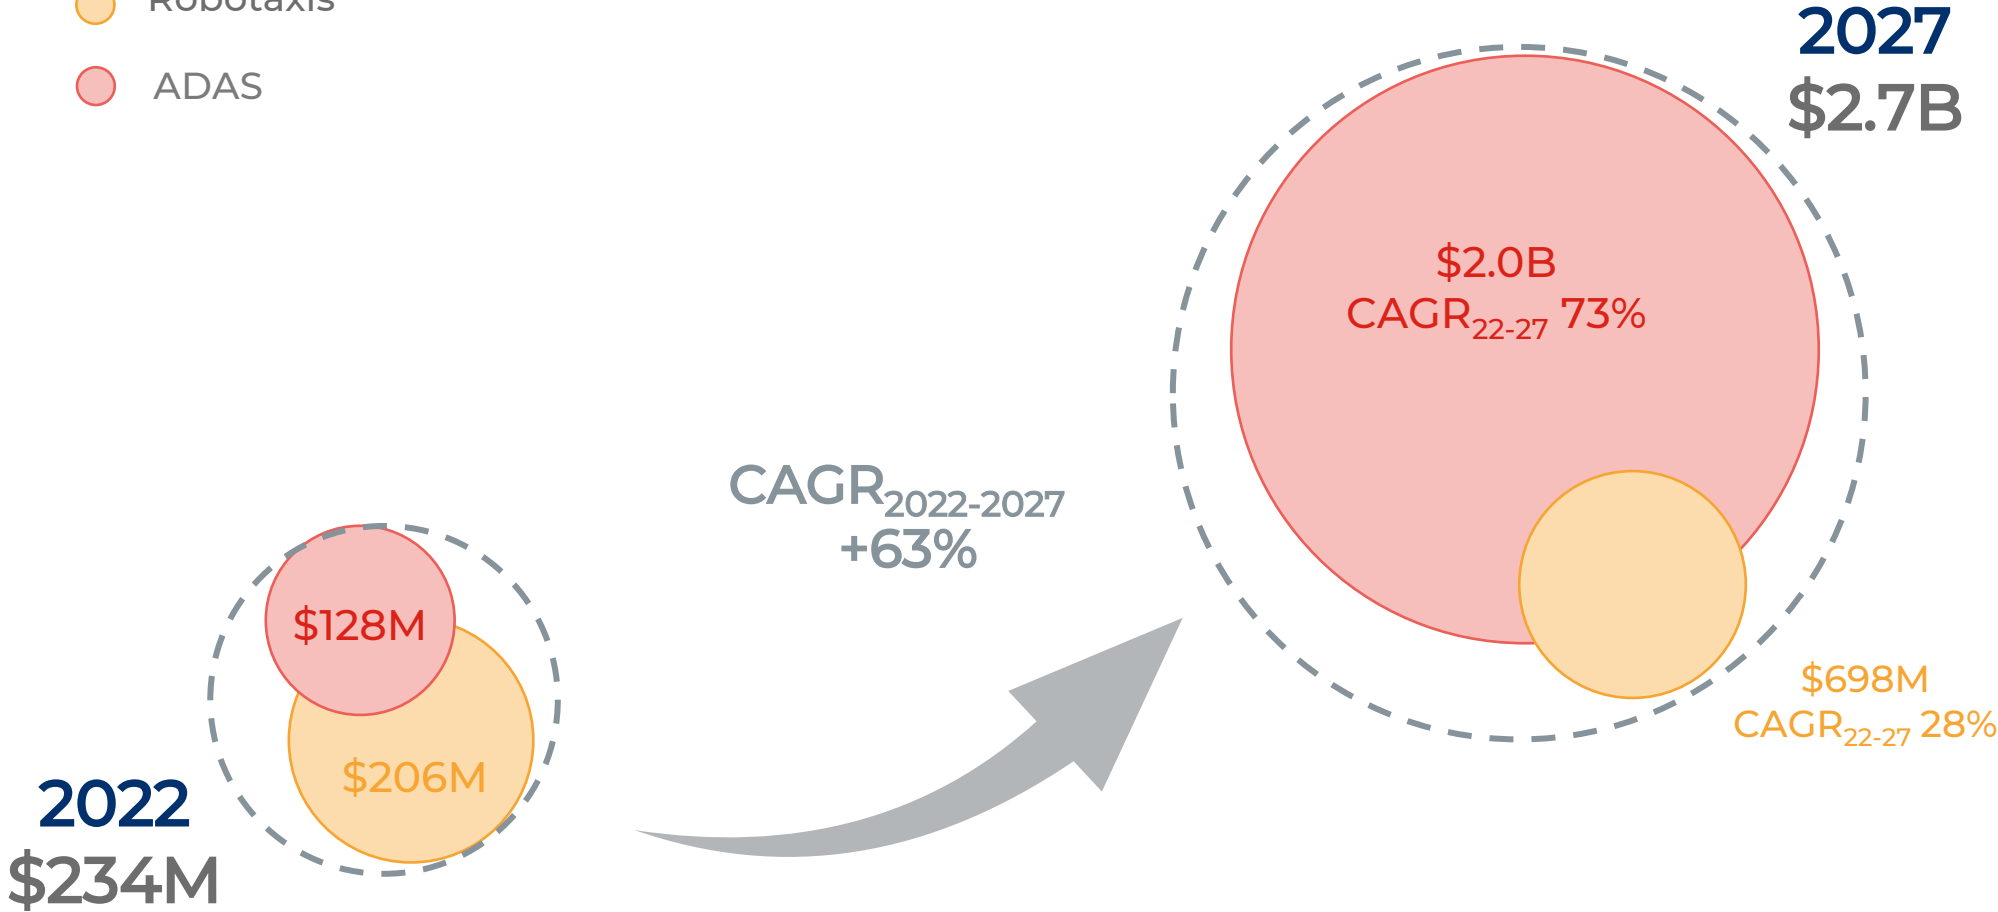 Robotaxis
ADAS
2027
$2.7B
$2.0B
CAGR22-27 73%
CAGR2022-2027
+63%
$128M
$206M
$698M
CAGR22-27 28%
2022
$234M